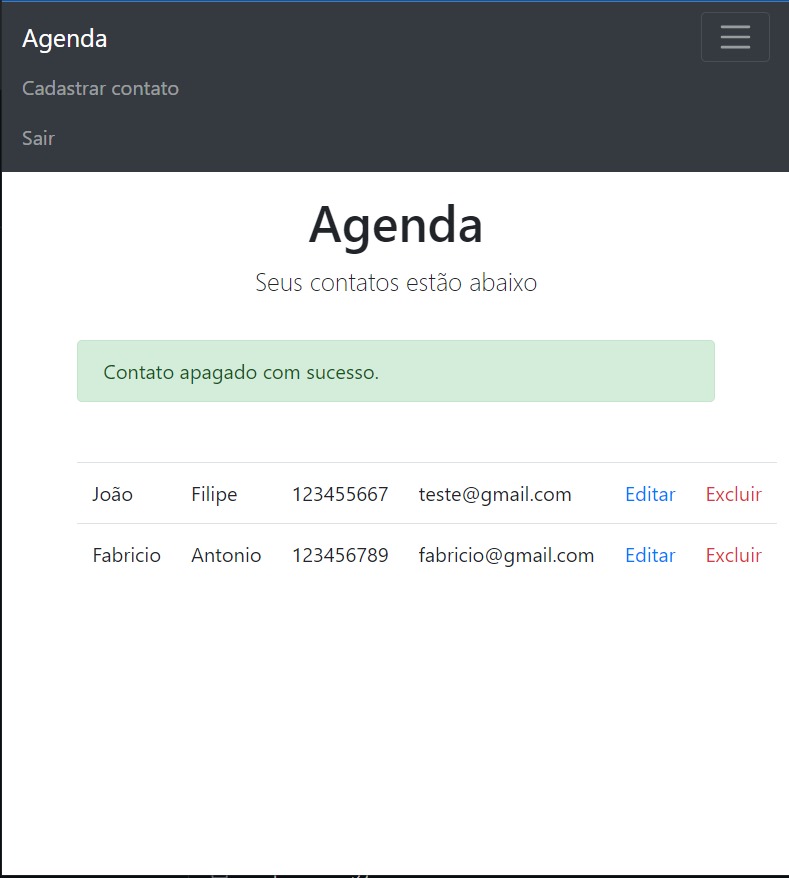 Agenda
Cadastrar contato
Sair
Agenda
Seus contatos estão abaixo
Contato apagado com sucesso.
João Filipe 123455667 teste@gmail.com Editar Excluir
Fabricio Antonio 123456789 fabricio@gmail.com Editar Excluir